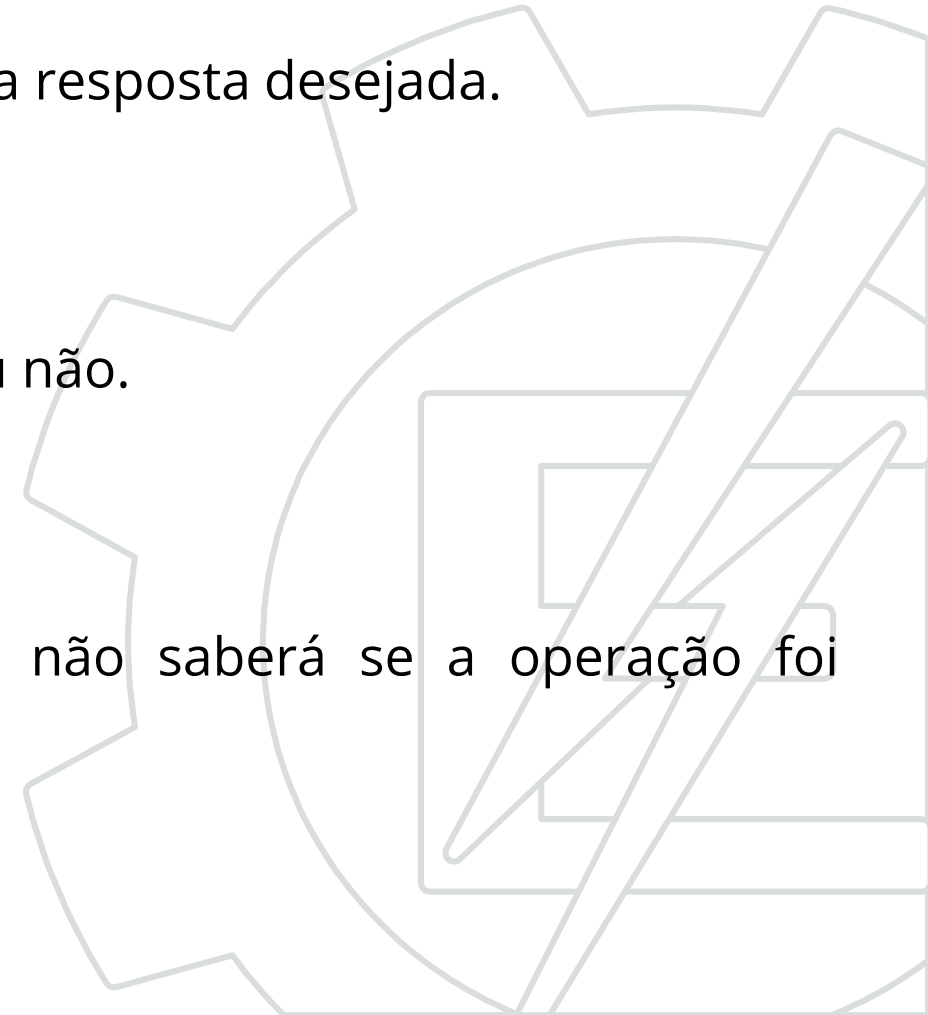 a resposta desejada.
não.
não saberá se a operação foi